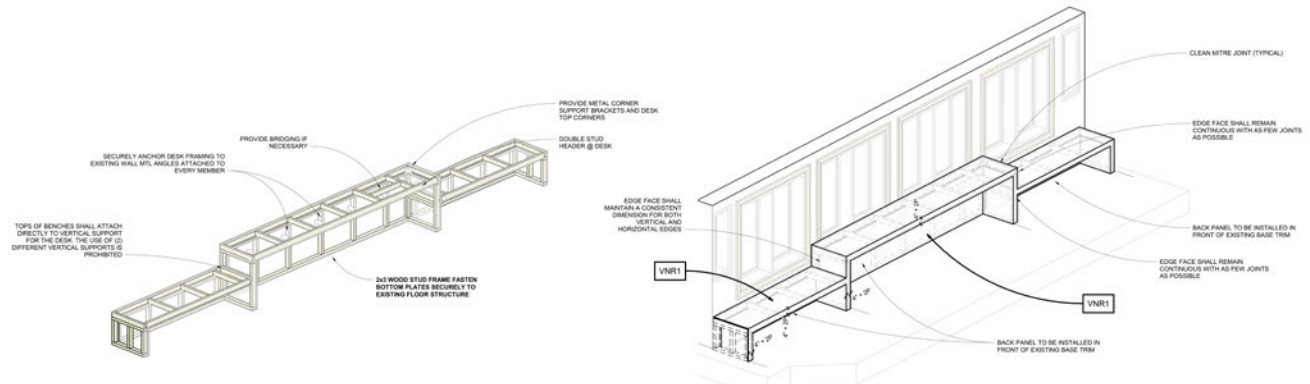 PROVIDE METAL CORNER
SUPPORT BRACKETS AND DESK
TOP CORNERS
PROVIDE BRIDGING IF
NECESSARY
DOUBLE STUD
HEADER @ DESK
SECURELY ANCHOR DESK FRAMING TO
EXISTING WALL MTL ANGLES ATTACHED TO
EVERY MEMBER
TOPS OF BENCHES SHALL ATTACH
DIRECTLY TO VERTICAL SUPPORT
FOR THE DESK. THE USE OF (2)
DIFFERENT VERTICAL SUPPORTS IS
PROHIBITED
2x3 WOOD STUD FRAME FASTEN
BOTTOM PLATES SECURELY TO
EXISTING FLOOR STRUCTURE
CLEAN MITRE JOINT (TYPICAL)
EDGE FACE SHALL REMAIN
CONTINUOUS WITH AS FEW JOINTS
AS POSSIBLE
EDGE FACE SHALL
MAINTAIN A CONSISTENT
DIMENSION FOR BOTH
VERTICAL AND
HORIZONTAL EDGES
BACK PANEL TO BE INSTALLED IN
FRONT OF EXISTING BASE TRIM
EDGE FACE SHALL REMAIN
CONTINUOUS WITH AS FEW JOINTS
AS POSSIBLE
VNR1
VNR1
BACK PANEL TO BE INSTALLED IN
FRONT OF EXISTING BASE TRIM